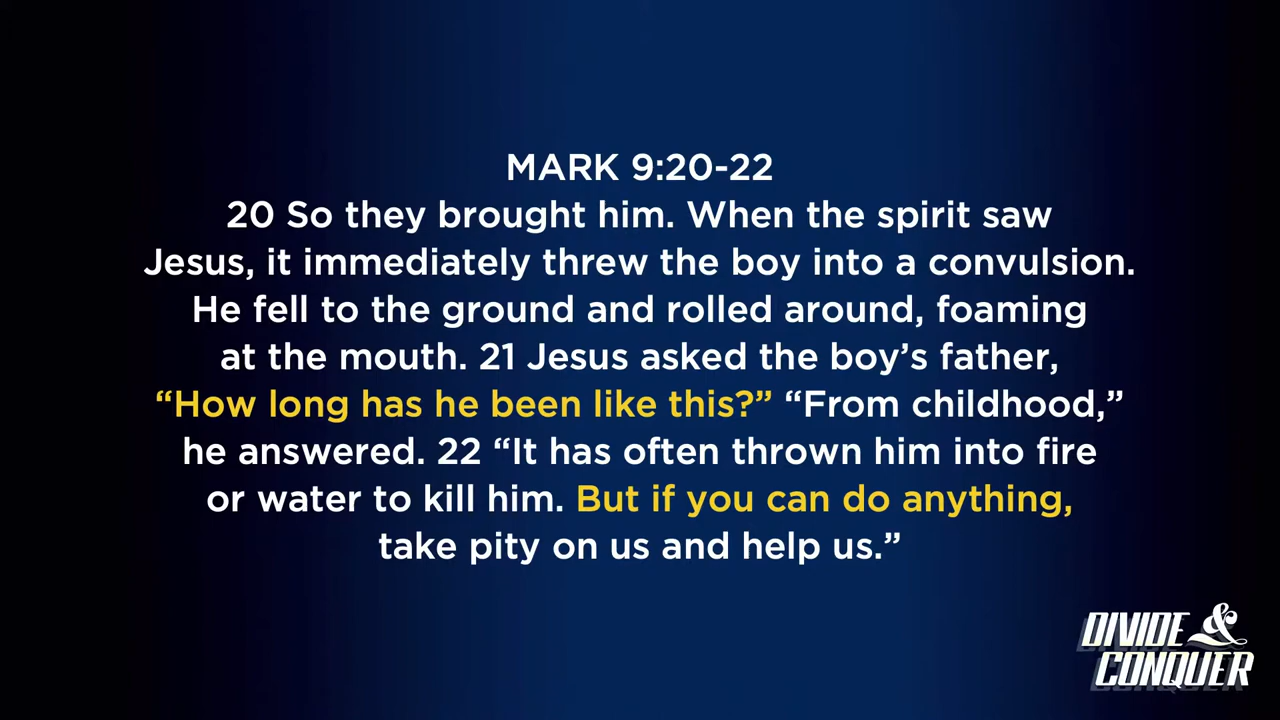 MARK 9:20-22
20 So they brought him. When the spirit saw
Jesus, it immediately threw the boy into a convulsion.
He fell to the ground and rolled around, foaming
at the mouth. 21 Jesus asked the boy’s father,
“How long has he been like this?” “From childhood,”
he answered. 22 “It has often thrown him into fire
or water to kill him. But if you can do anything,
take pity on us and help us.”
DIVIDE &
CONQUER